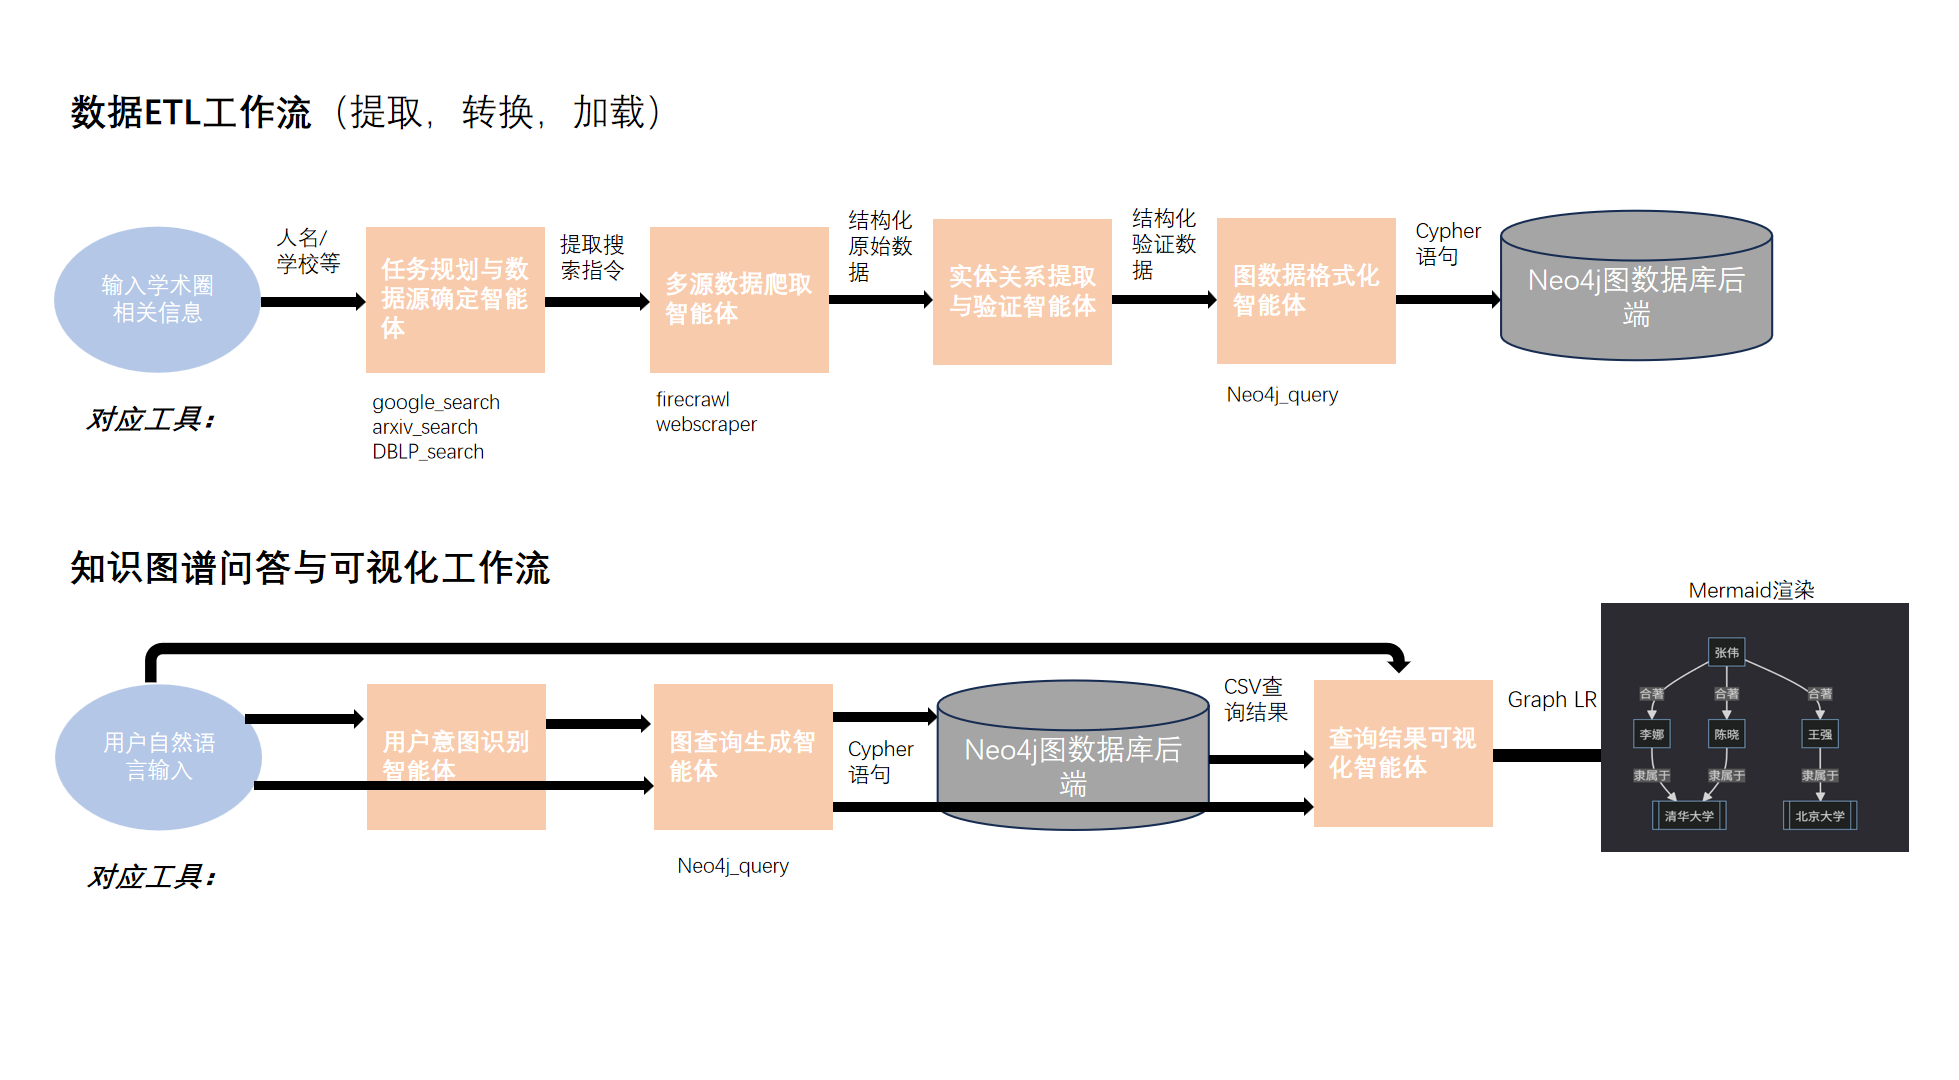 数据ETL工作流（提取，转换，加载）
输入学术圈
相关信息
人名/
学校等
任务规划与数
据源确定智能
体
提取搜
索指令
多源数据爬取
智能体
结构化
原始数
据
实体关系提取
与验证智能体
结构化
验证数
据
图数据格式化
智能体
Cypher
语句
Neo4j图数据库后
端
对应工具：
google_search
arxiv_search
DBLP_search
firecrawl
webscraper
Neo4j_query
知识图谱问答与可视化工作流
用户自然语
言输入
用户意图识别
智能体
图查询生成智
能体
Cypher
语句
Neo4j图数据库后
端
CSV查
询结果
查询结果可视
化智能体
Graph LR
Mermaid渲染
张伟
合著
合著
合著
李娜
陈晓
王强
隶属于
隶属于
隶属于
清华大学
北京大学
对应工具：
Neo4j_query